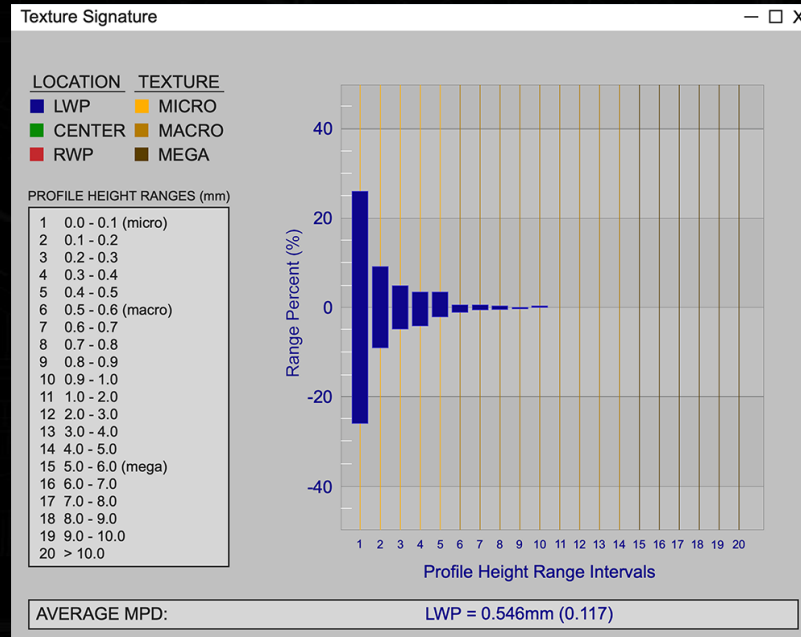 Texture Signature
LOCATION TEXTURE
LWP MICRO
CENTER MACRO
RWP MEGA
PROFILE HEIGHT RANGES (mm)
1 0.0 - 0.1 (micro)
2 0.1 - 0.2
3 0.2 - 0.3
4 0.3 - 0.4
5 0.4 - 0.5
6 0.5 - 0.6 (macro)
7 0.6 - 0.7
8 0.7 - 0.8
9 0.8 - 0.9
10 0.9 - 1.0
11 1.0 - 2.0
12 2.0 - 3.0
13 3.0 - 4.0
14 4.0 - 5.0
15 5.0 - 6.0 (mega)
16 6.0 - 7.0
17 7.0 - 8.0
18 8.0 - 9.0
19 9.0 - 10.0
20 > 10.0
Range Percent (%)
40
20
0
-20
-40
1 2 3 4 5 6 7 8 9 10 11 12 13 14 15 16 17 18 19 20
Profile Height Range Intervals
AVERAGE MPD: LWP = 0.546mm (0.117)